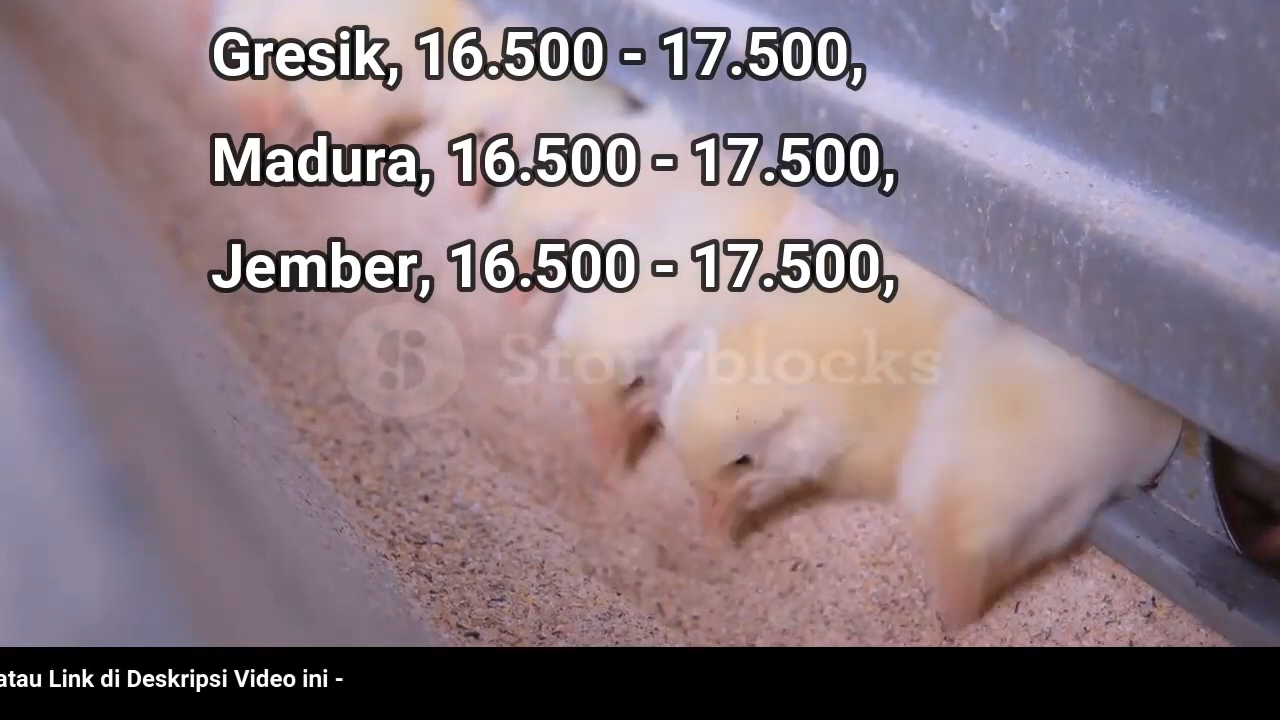 Gresik, 16.500 - 17.500,
Madura, 16.500 - 17.500,
Jember, 16.500 - 17.500,
Storyblocks
atau Link di Deskripsi Video ini -